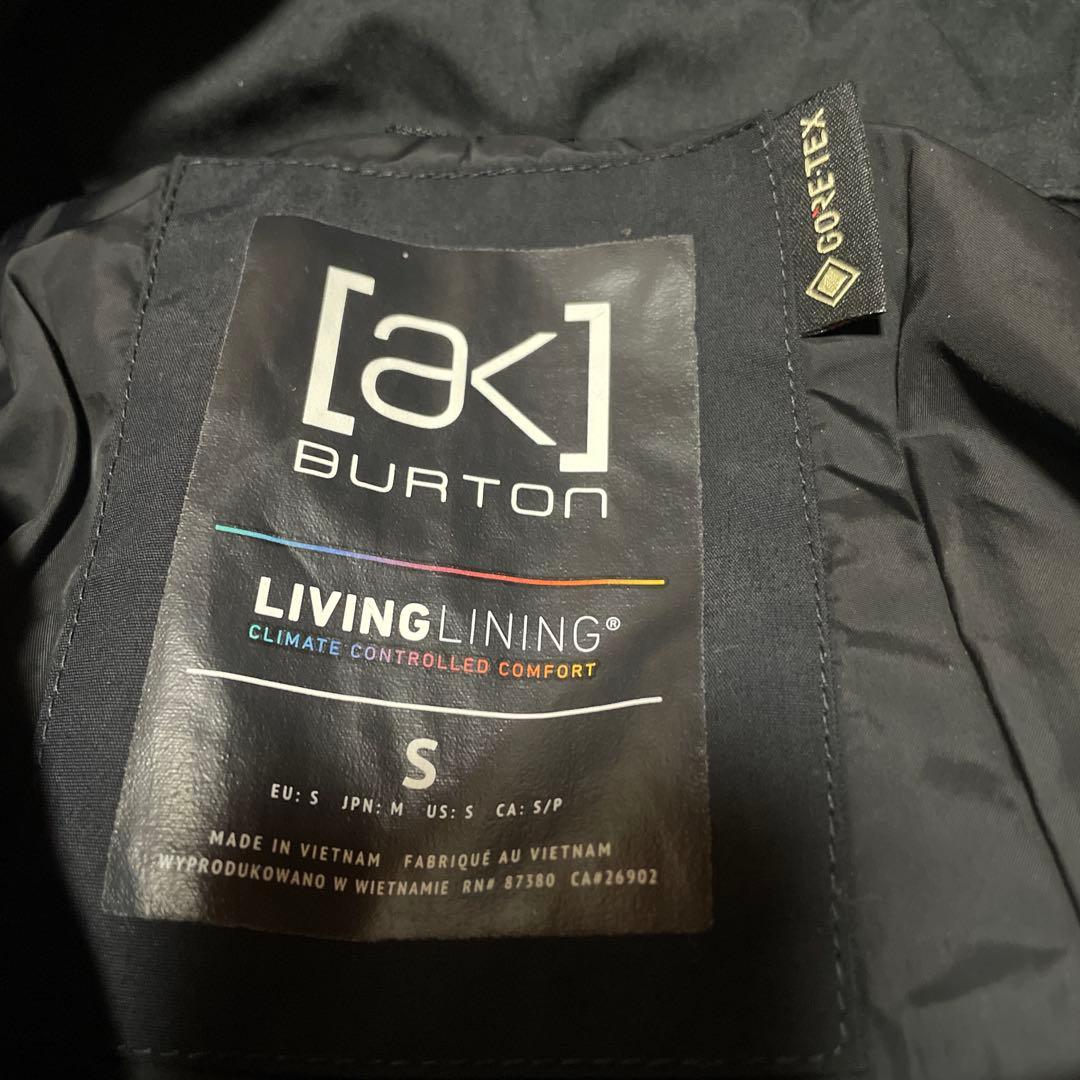 [ak]
BURTON
LIVINGLINING®
CLIMATE CONTROLLED COMFORT
S
EU: S JPN: M US: S CA: S/P
MADE IN VIETNAM FABRIQUÉ AU VIETNAM
WYPRODUKOWANO W WIETNAMIE RN# 87380 CA#26902
GORE-TEX